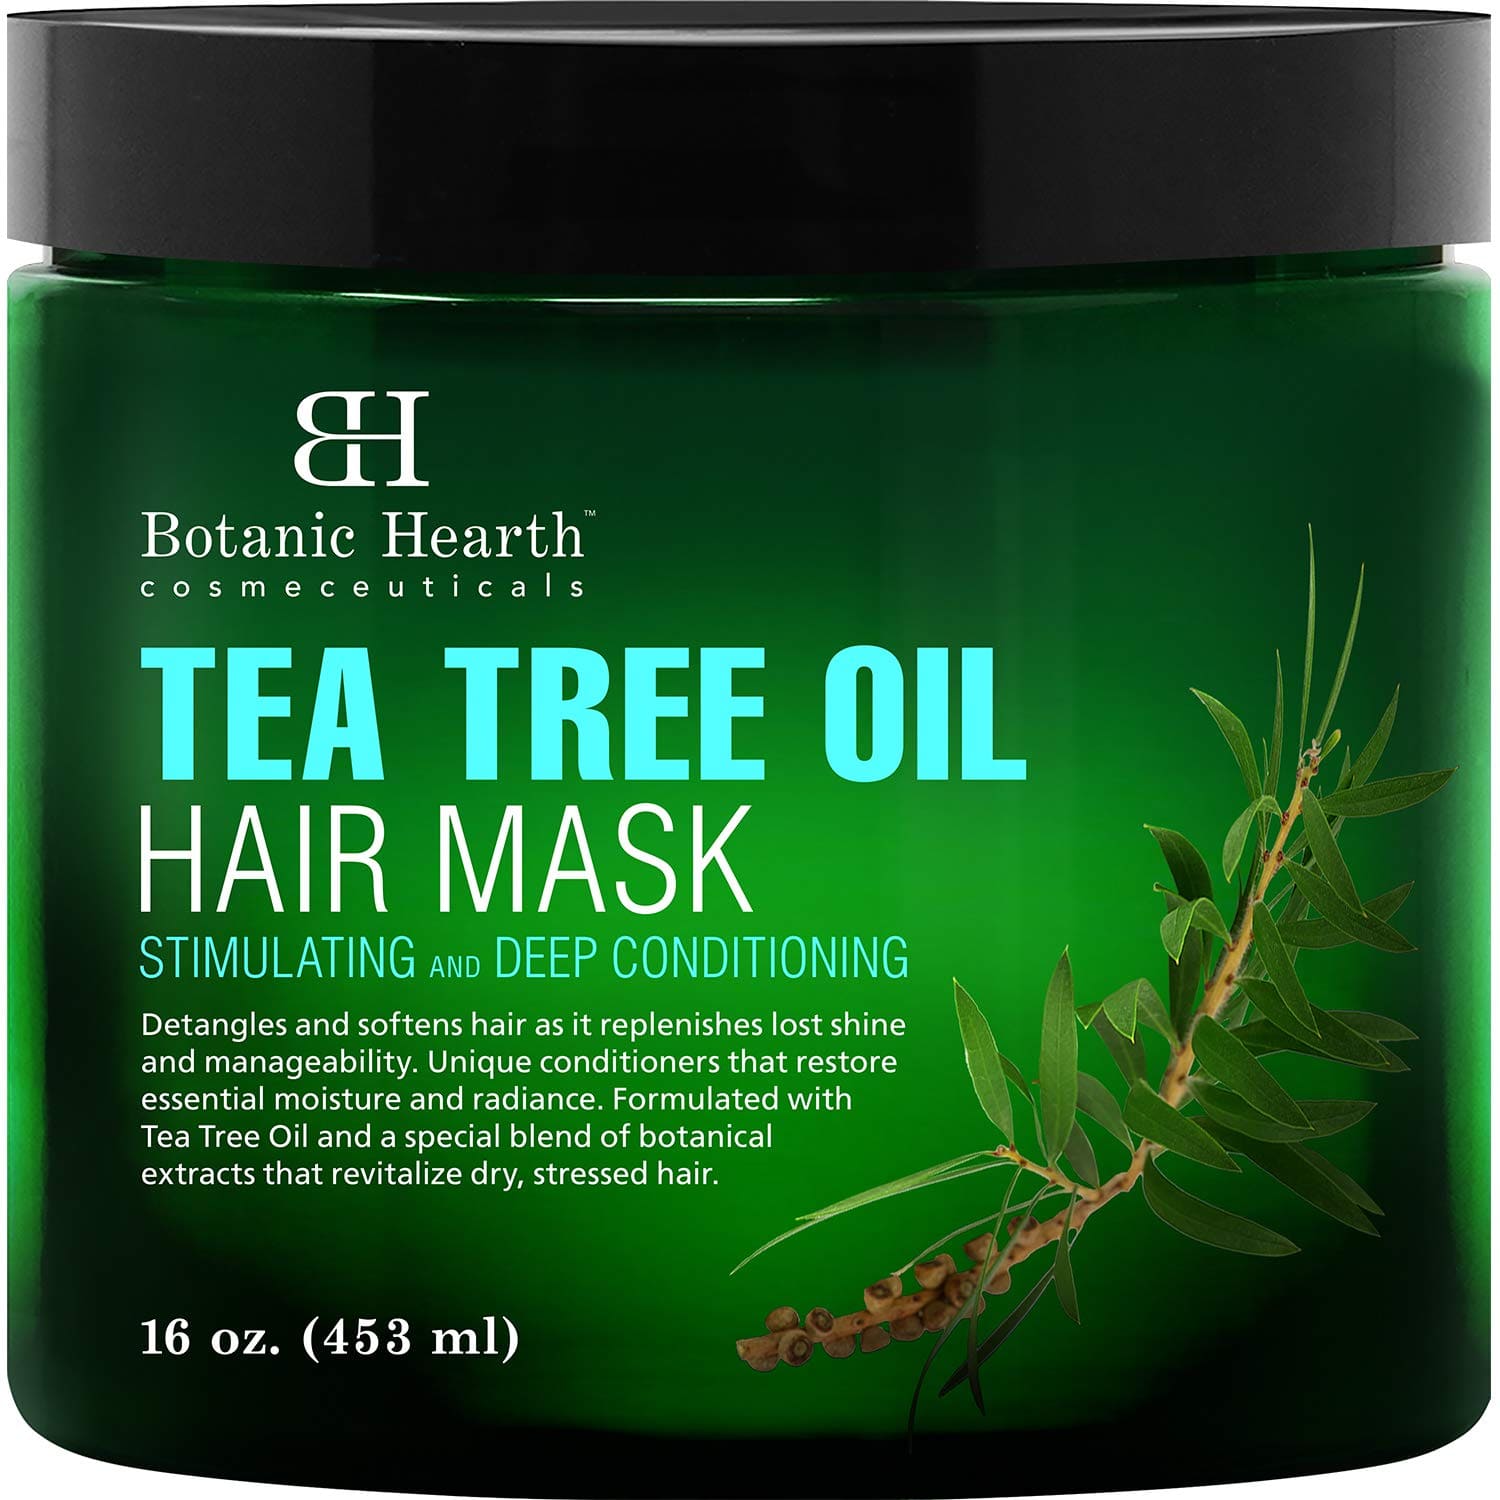 BH
Botanic Hearth™
cosmeceuticals
TEA TREE OIL
HAIR MASK
STIMULATING AND DEEP CONDITIONING
Detangles and softens hair as it replenishes lost shine
and manageability. Unique conditioners that restore
essential moisture and radiance. Formulated with
Tea Tree Oil and a special blend of botanical
extracts that revitalize dry, stressed hair.
16 oz. (453 ml)